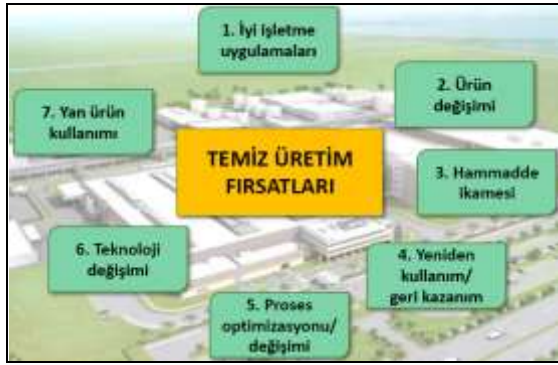 1. İyi işletme
uygulamaları
2. Ürün
değişimi
7. Yan ürün
kullanımı
TEMİZ ÜRETİM
FIRSATLARI
3. Hammadde
ikamesi
6. Teknoloji
değişimi
4. Yeniden
kullanım/
geri kazanım
5. Proses
optimizasyonu/
değişimi